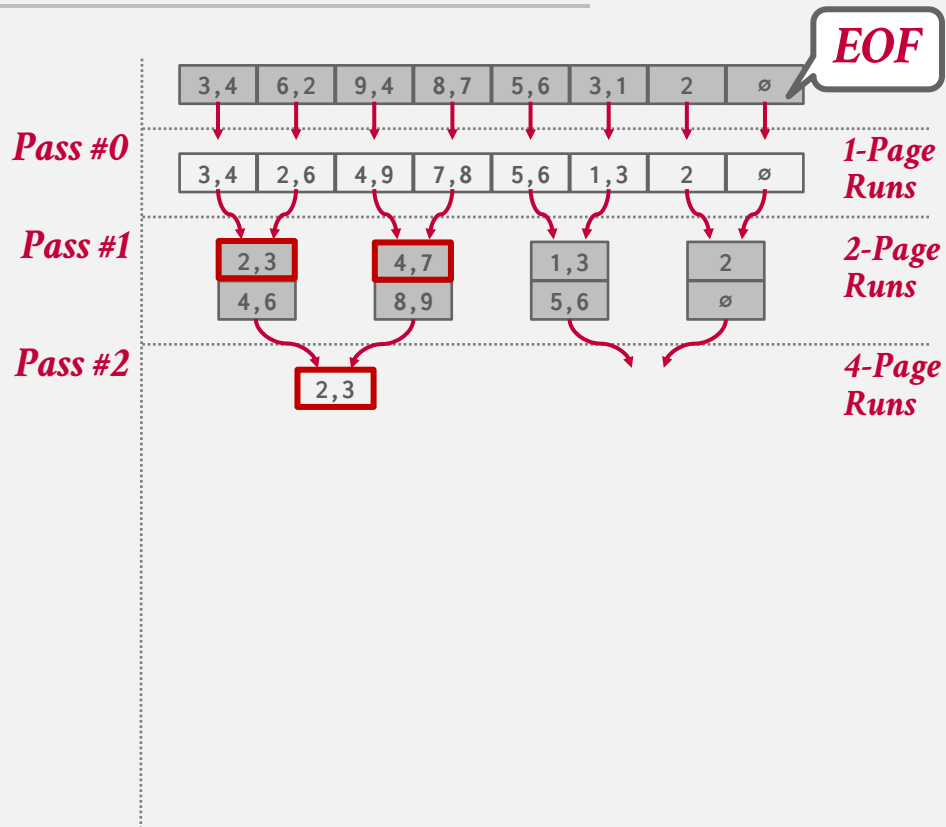 EOF
3,4 6,2 9,4 8,7 5,6 3,1 2 ∅
Pass #0
1-Page
Runs
3,4 2,6 4,9 7,8 5,6 1,3 2 ∅
Pass #1
2-Page
Runs
2,3 4,7 1,3 2
4,6 8,9 5,6 ∅
Pass #2
4-Page
Runs
2,3